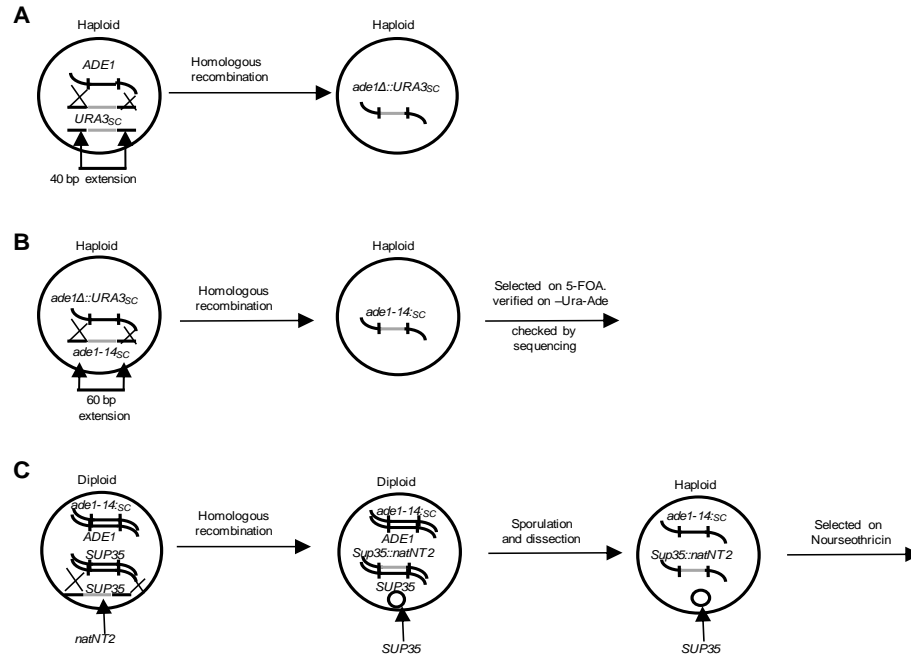 A
Haploid
ADE1
URA3SC
40 bp extension
Homologous
recombination
Haploid
ade1Δ::URA3SC
B
Haploid
ade1Δ::URA3SC
ade1-14SC
60 bp
extension
Homologous
recombination
Haploid
ade1-14:SC
Selected on 5-FOA.
verified on –Ura-Ade
checked by
sequencing
C
Diploid
ade1-14:SC
ADE1
SUP35
SUP35
natNT2
Homologous
recombination
Diploid
ade1-14:SC
ADE1
Sup35::natNT2
SUP35
SUP35
Sporulation
and dissection
Haploid
ade1-14:SC
Sup35::natNT2
SUP35
Selected on
Nourseothricin